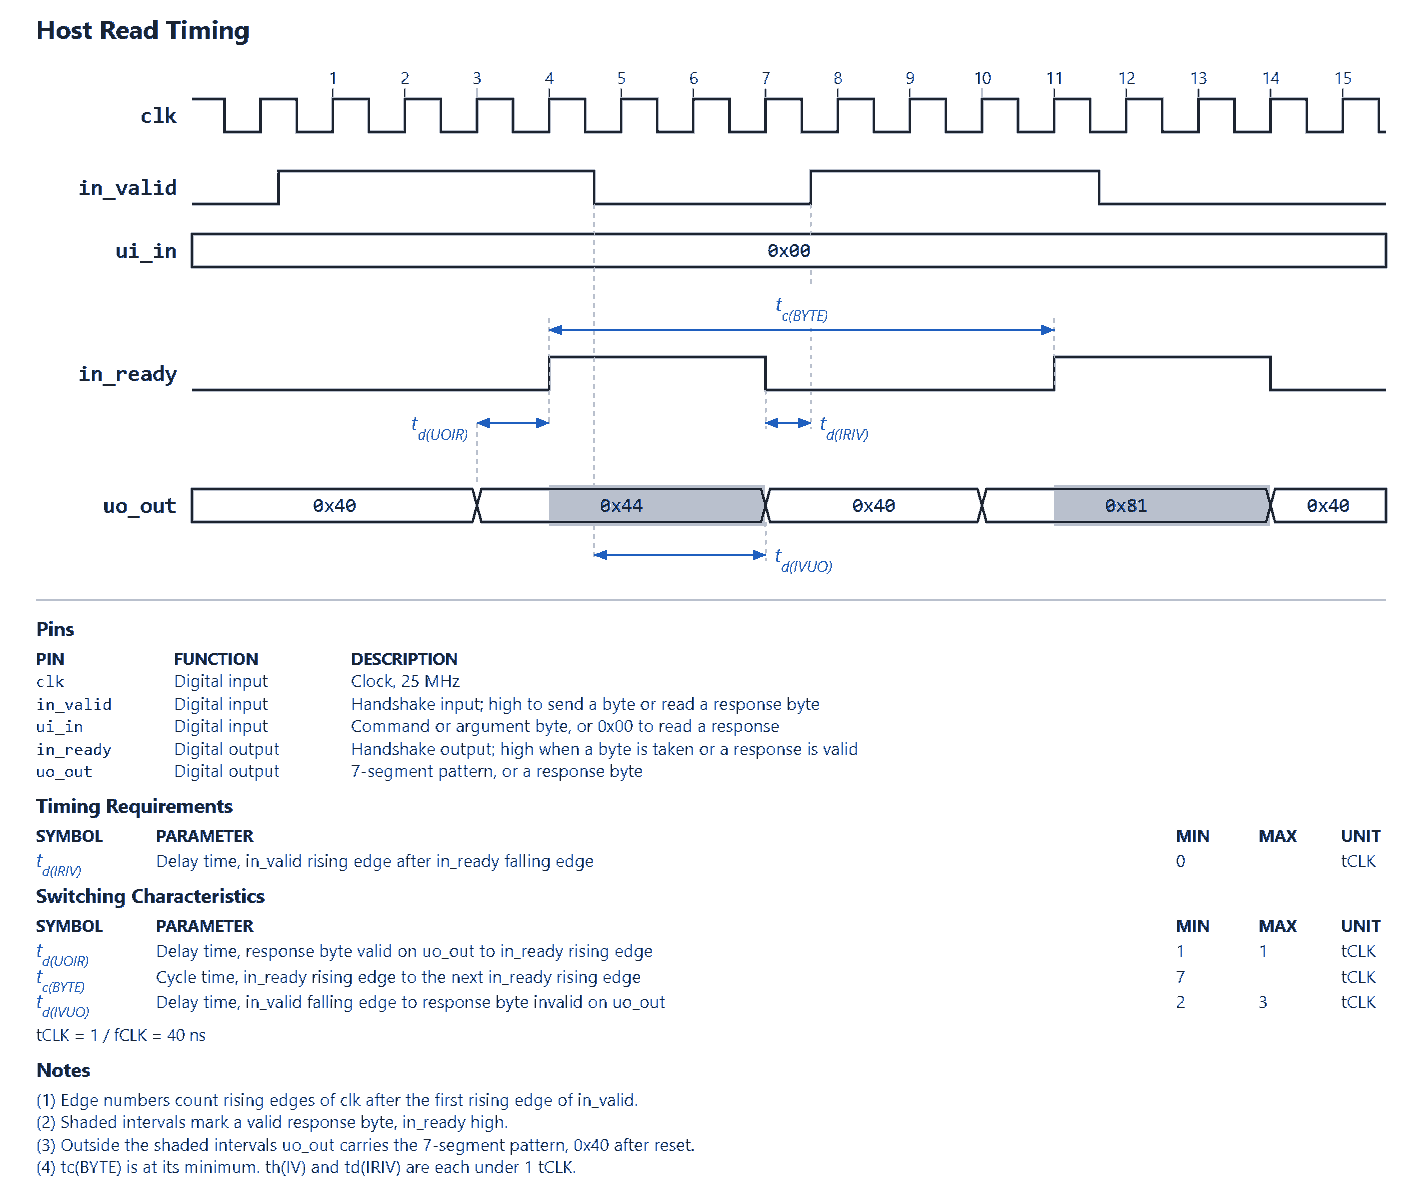 Host Read Timing
1 2 3 4 5 6 7 8 9 10 11 12 13 14 15
clk
in_valid
ui_in 0x00
tc(BYTE)
in_ready
td(UOIR) td(IRIV)
uo_out 0x40 0x44 0x40 0x81 0x40
td(IVUO)
Pins
PIN FUNCTION DESCRIPTION
clk Digital input Clock, 25 MHz
in_valid Digital input Handshake input; high to send a byte or read a response byte
ui_in Digital input Command or argument byte, or 0x00 to read a response
in_ready Digital output Handshake output; high when a byte is taken or a response is valid
uo_out Digital output 7-segment pattern, or a response byte
Timing Requirements
SYMBOL PARAMETER MIN MAX UNIT
td(IRIV) Delay time, in_valid rising edge after in_ready falling edge 0 tCLK
Switching Characteristics
SYMBOL PARAMETER MIN MAX UNIT
td(UOIR) Delay time, response byte valid on uo_out to in_ready rising edge 1 1 tCLK
tc(BYTE) Cycle time, in_ready rising edge to the next in_ready rising edge 7 tCLK
td(IVUO) Delay time, in_valid falling edge to response byte invalid on uo_out 2 3 tCLK
tCLK = 1 / fCLK = 40 ns
Notes
(1) Edge numbers count rising edges of clk after the first rising edge of in_valid.
(2) Shaded intervals mark a valid response byte, in_ready high.
(3) Outside the shaded intervals uo_out carries the 7-segment pattern, 0x40 after reset.
(4) tc(BYTE) is at its minimum. th(IV) and td(IRIV) are each under 1 tCLK.